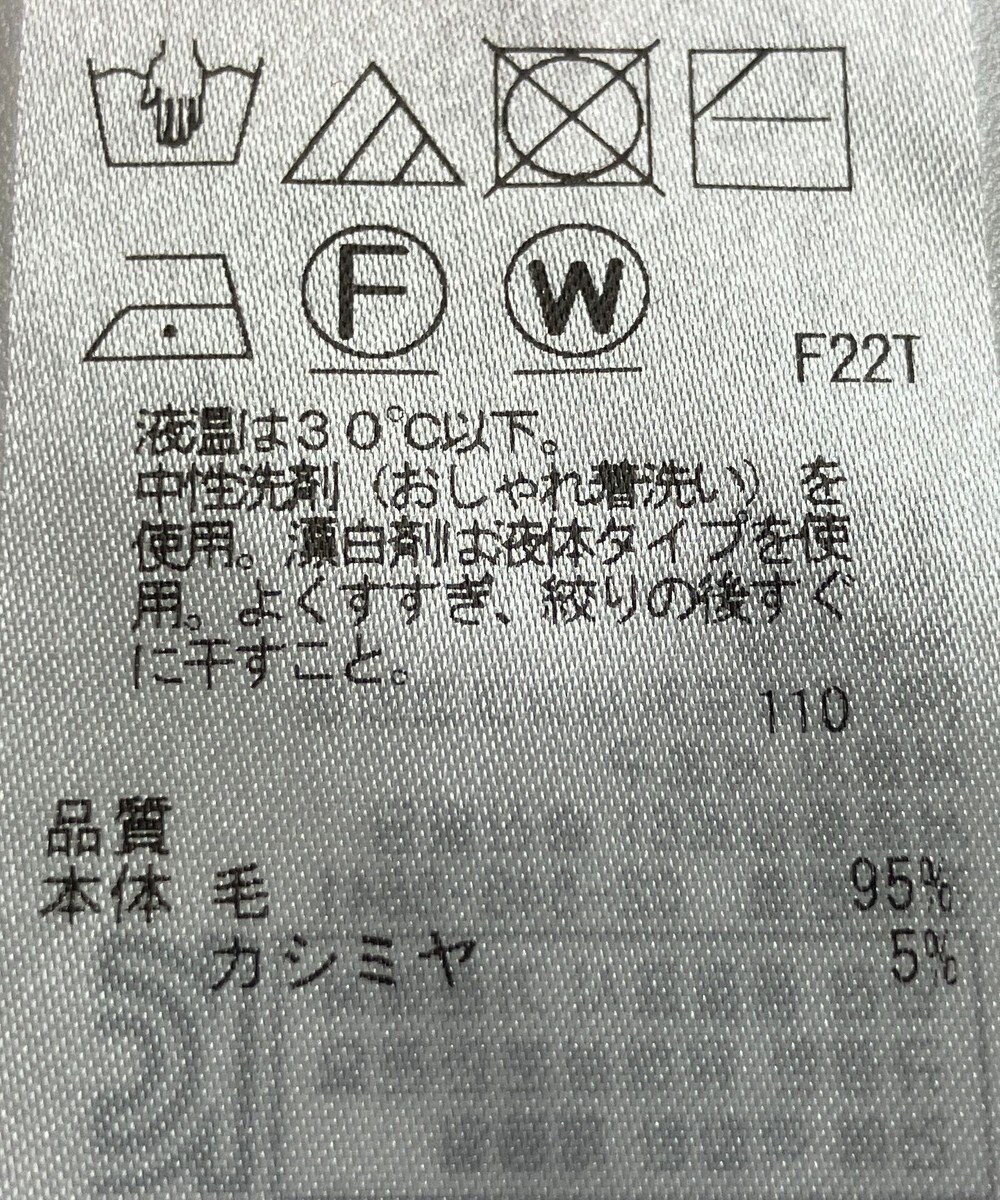 F
W
F22T
液温は30℃以下。
中性洗剤（おしゃれ着洗い）を
使用。漂白剤は液体タイプを使
用。よくすすぎ、絞りの後すぐ
に干すこと。
110
品質
本体 毛 95%
カシミヤ 5%